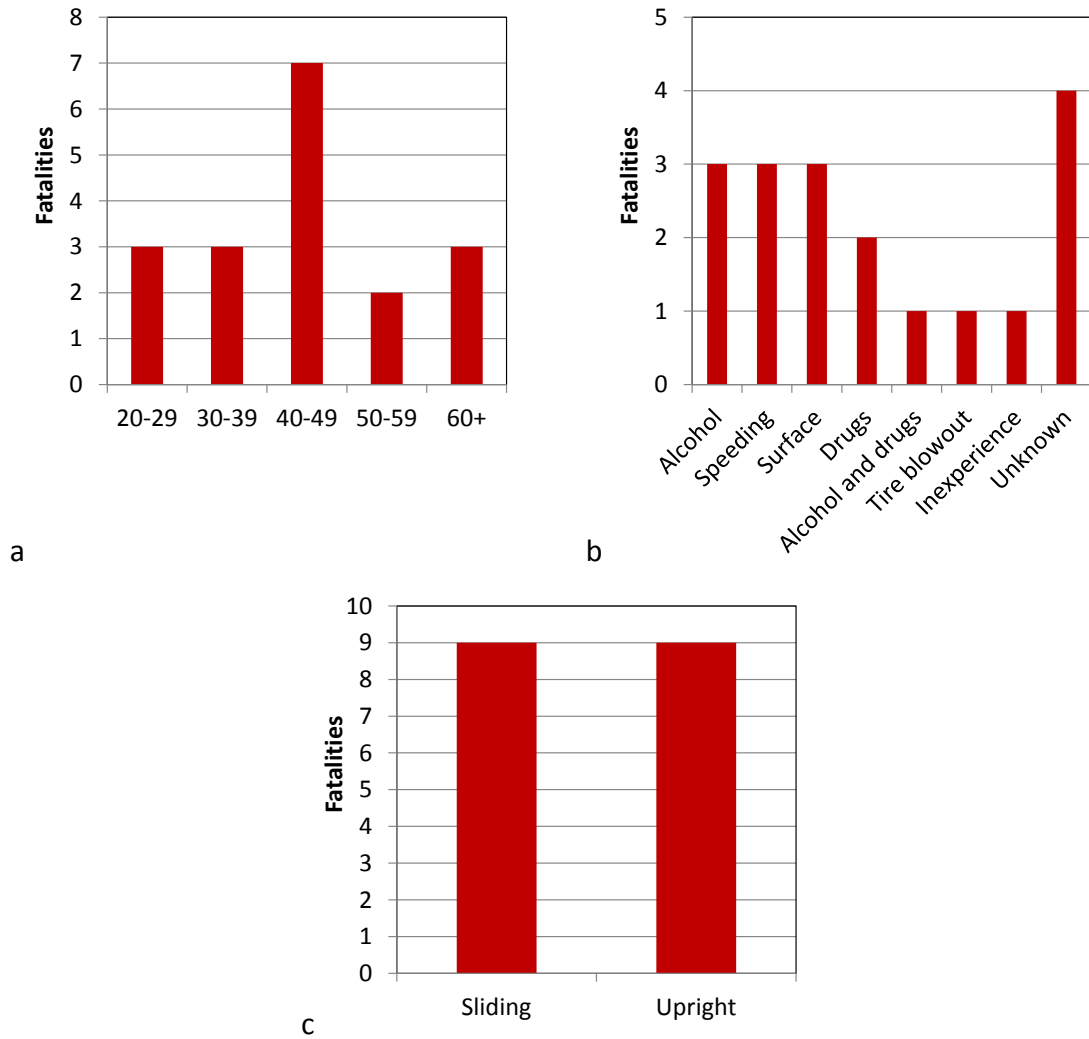 8
7
6
5
4
3
2
1
0
Fatalities
20-29 30-39 40-49 50-59 60+
a
5
4
3
2
1
0
Fatalities
Alcohol
Speeding
Surface
Drugs
Alcohol and drugs
Tire blowout
Inexperience
Unknown
b
10
9
8
7
6
5
4
3
2
1
0
Fatalities
Sliding Upright
c